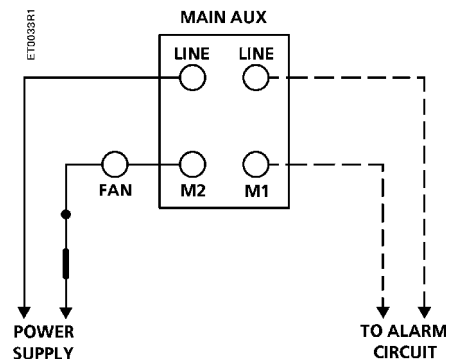 ET0033R1
MAIN AUX
LINE LINE
FAN M2 M1
POWER
SUPPLY
TO ALARM
CIRCUIT